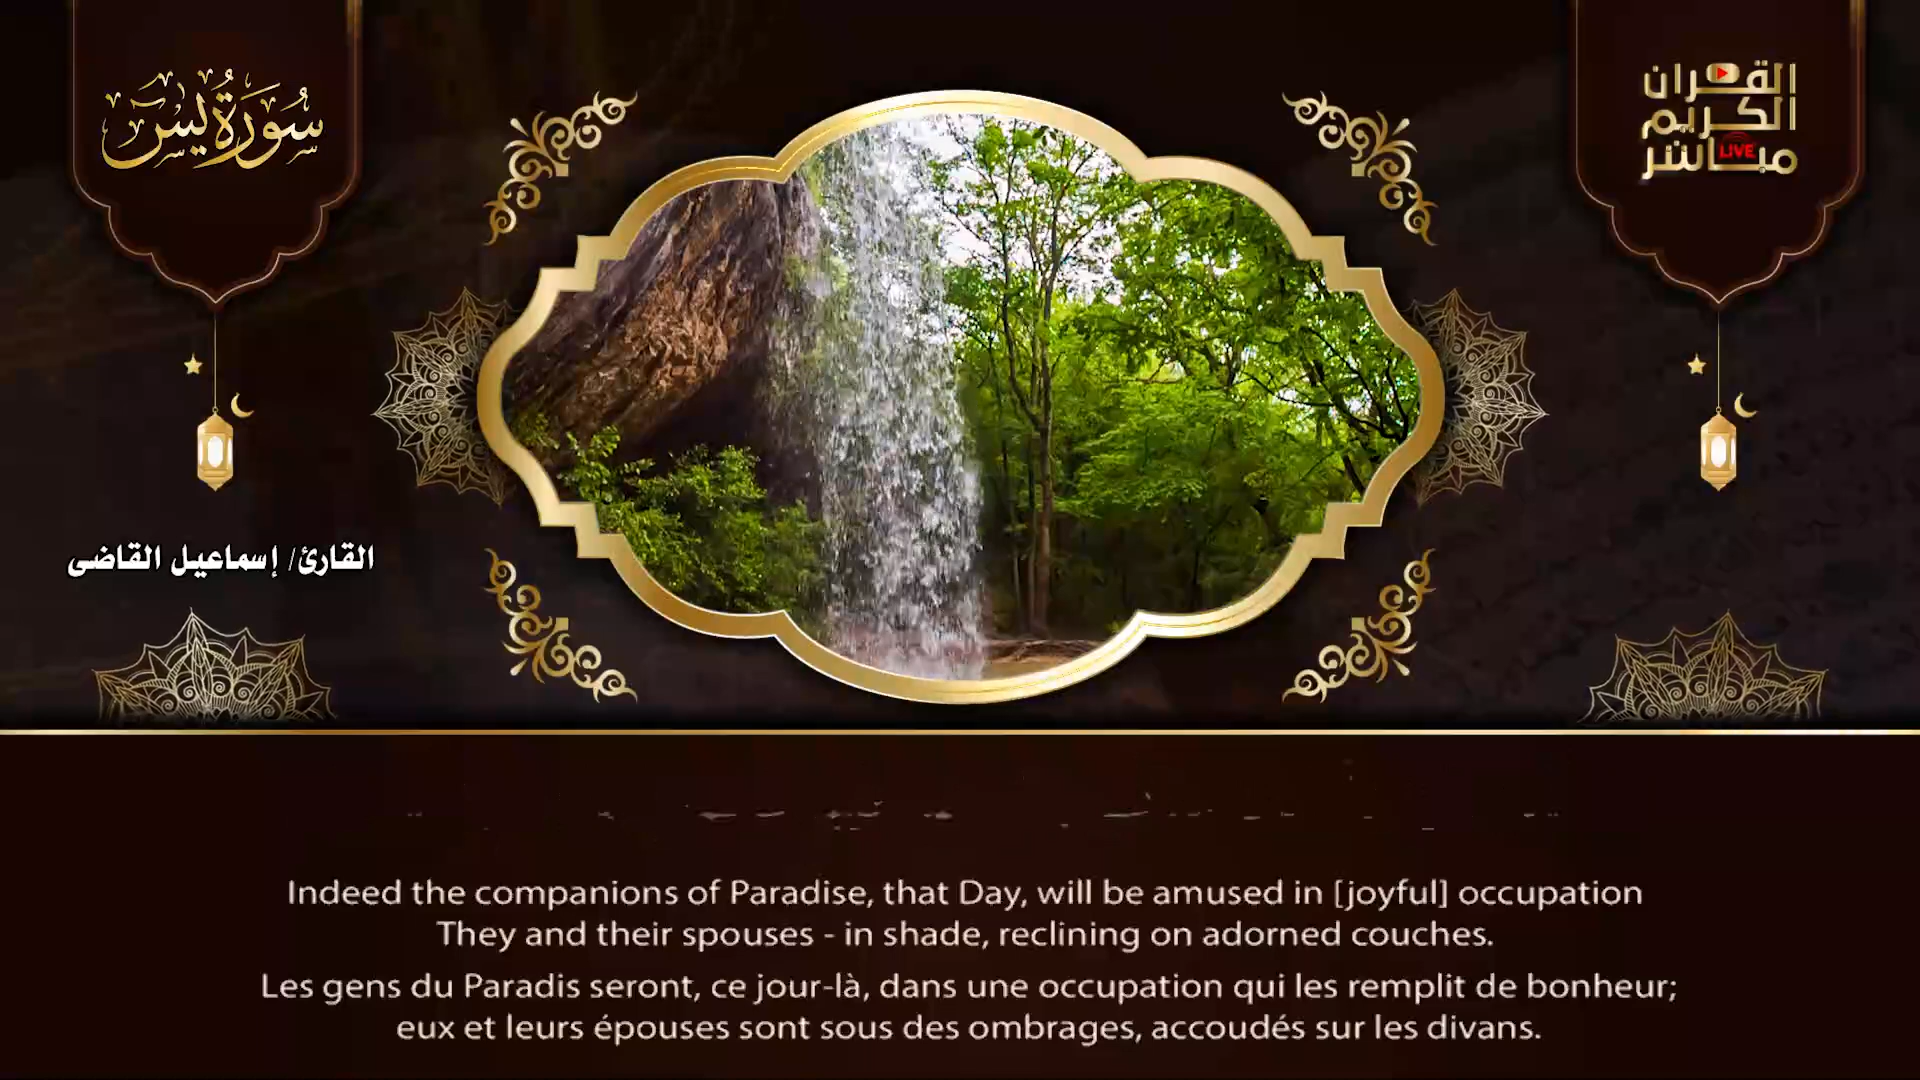 سُورَةُ يسٓ
القرآن
الكريم
مباشر
LIVE
القارئ/ إسماعيل القاضى
Indeed the companions of Paradise, that Day, will be amused in [joyful] occupation
They and their spouses - in shade, reclining on adorned couches.
Les gens du Paradis seront, ce jour-là, dans une occupation qui les remplit de bonheur;
eux et leurs épouses sont sous des ombrages, accoudés sur les divans.